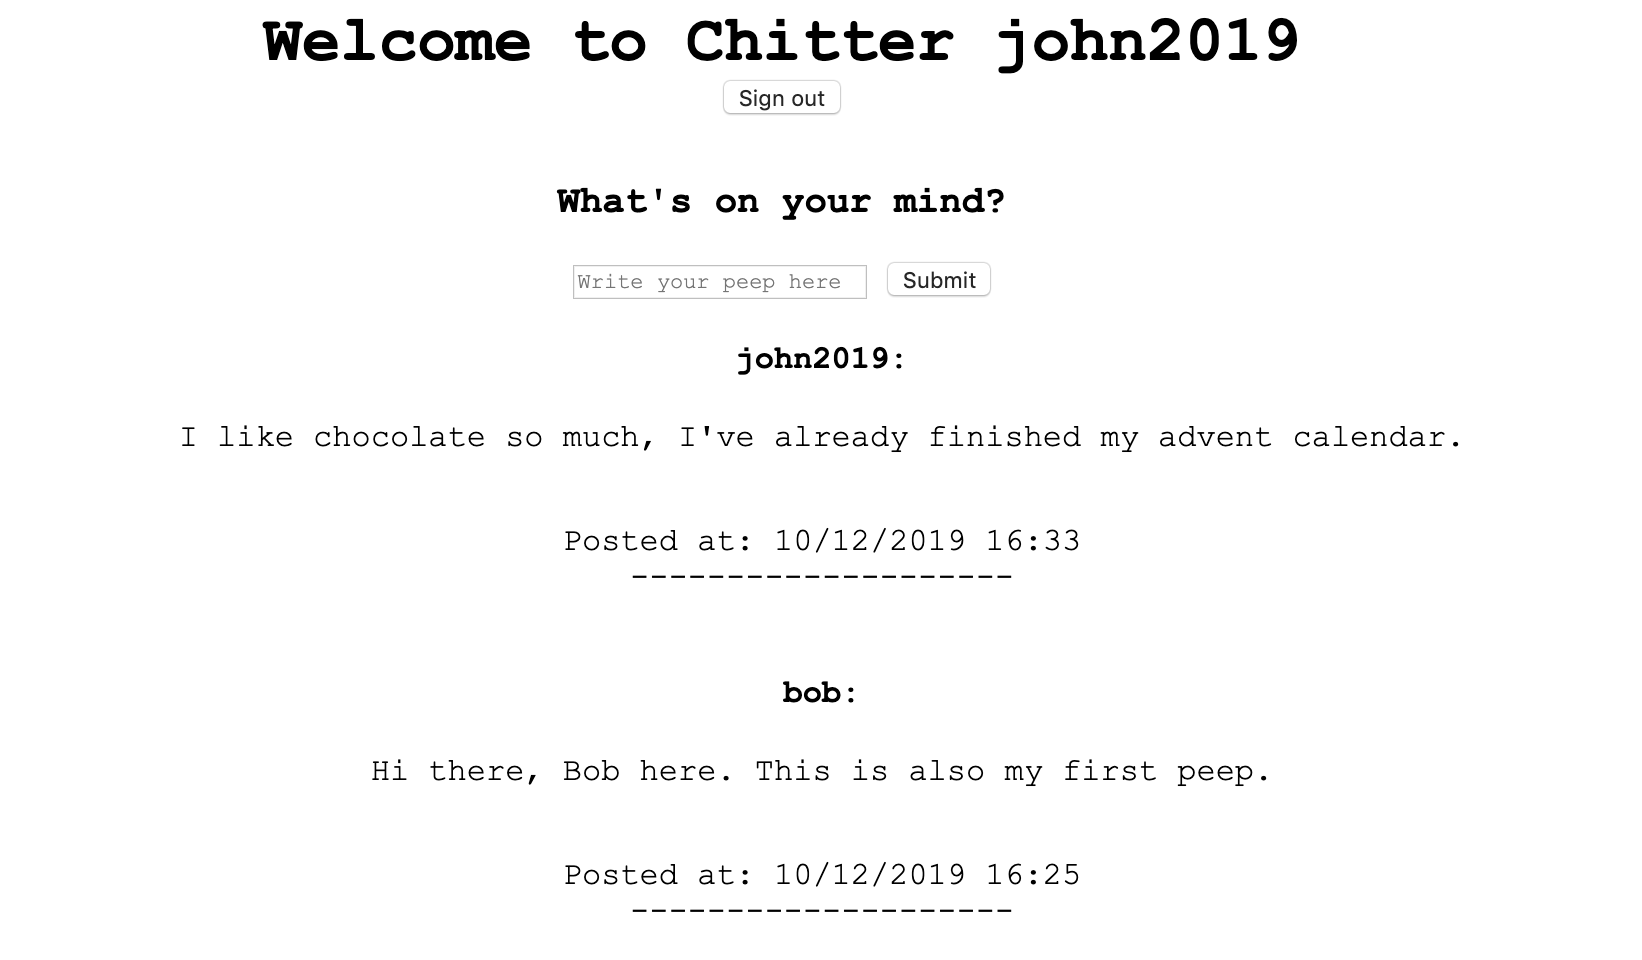 Welcome to Chitter john2019
Sign out
What's on your mind?
Write your peep here Submit
john2019:
I like chocolate so much, I've already finished my advent calendar.
Posted at: 10/12/2019 16:33
--------------------
bob:
Hi there, Bob here. This is also my first peep.
Posted at: 10/12/2019 16:25
--------------------